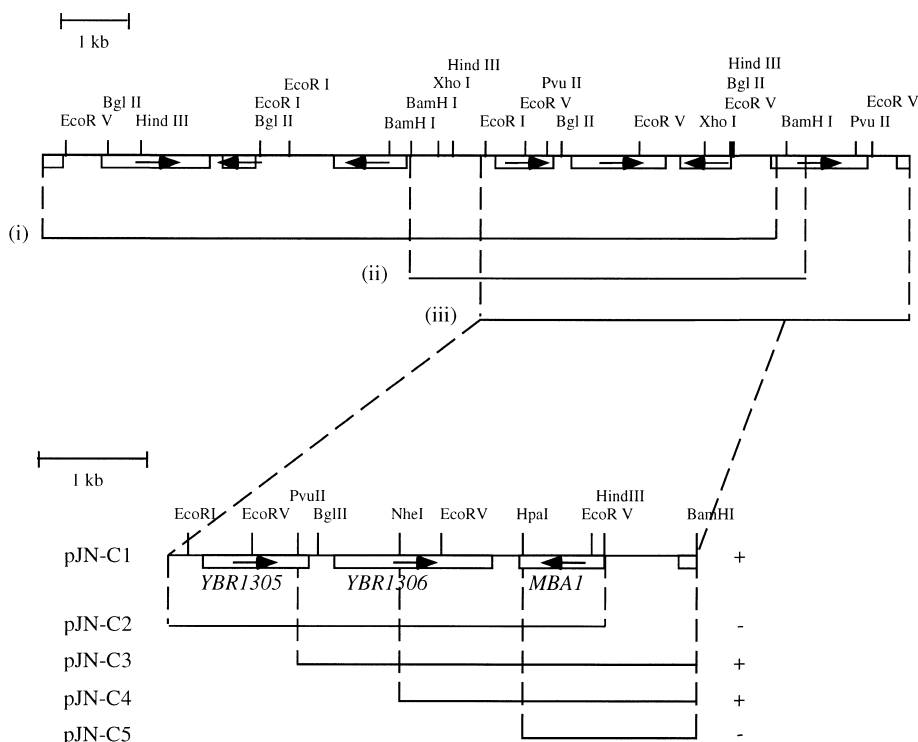 1 kb
Hind III
EcoR I
Xho I
Pvu II
Hind III
Bgl II
Bgl II
EcoR I
BamH I
EcoR V
EcoR V
EcoR V
EcoR V
Hind III
Bgl II
BamH I
EcoR I
Bgl II
EcoR V
Xho I
BamH I
Pvu II
(i)
(ii)
(iii)
1 kb
PvuII
HindIII
EcoRI
EcoRV
BglII
NheI
EcoRV
HpaI
EcoR V
BamHI
pJN-C1
+
YBR1305
YBR1306
MBA1
pJN-C2
-
pJN-C3
+
pJN-C4
+
pJN-C5
-